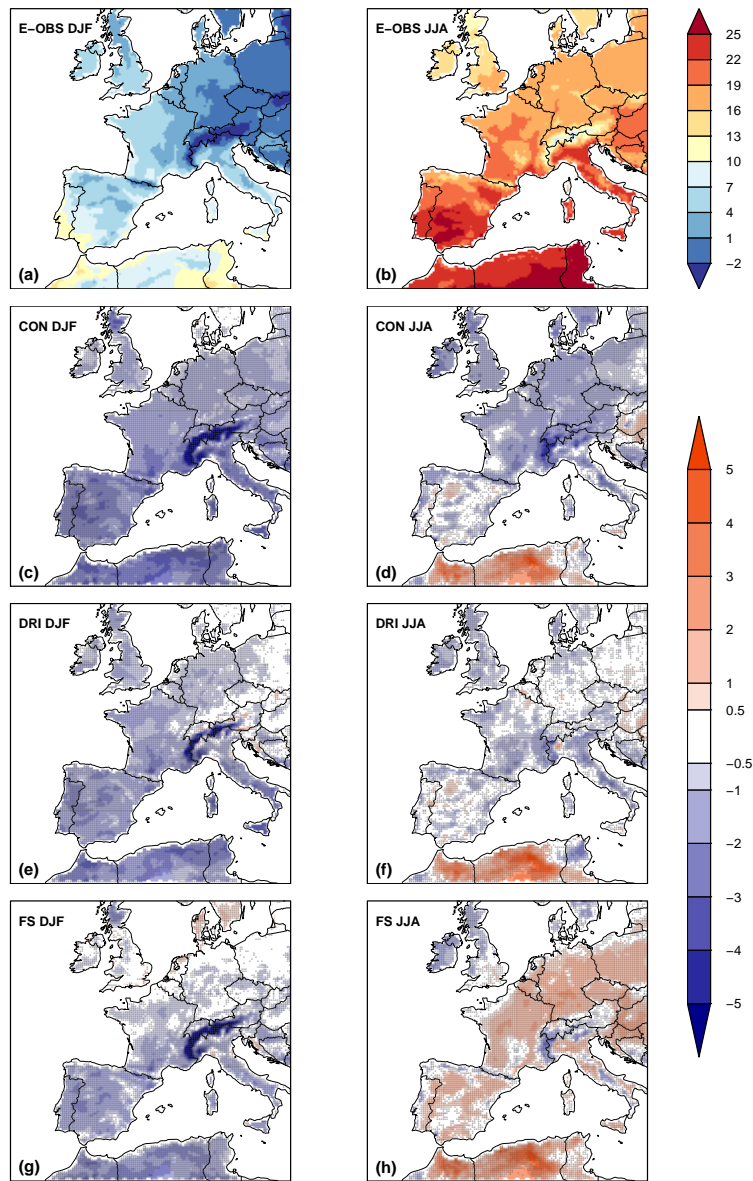 E−OBS DJF
(a)
E−OBS JJA
(b)
25
22
19
16
13
10
7
4
1
−2
CON DJF
(c)
CON JJA
(d)
DRI DJF
(e)
DRI JJA
(f)
FS DJF
(g)
FS JJA
(h)
5
4
3
2
1
0.5
−0.5
−1
−2
−3
−4
−5